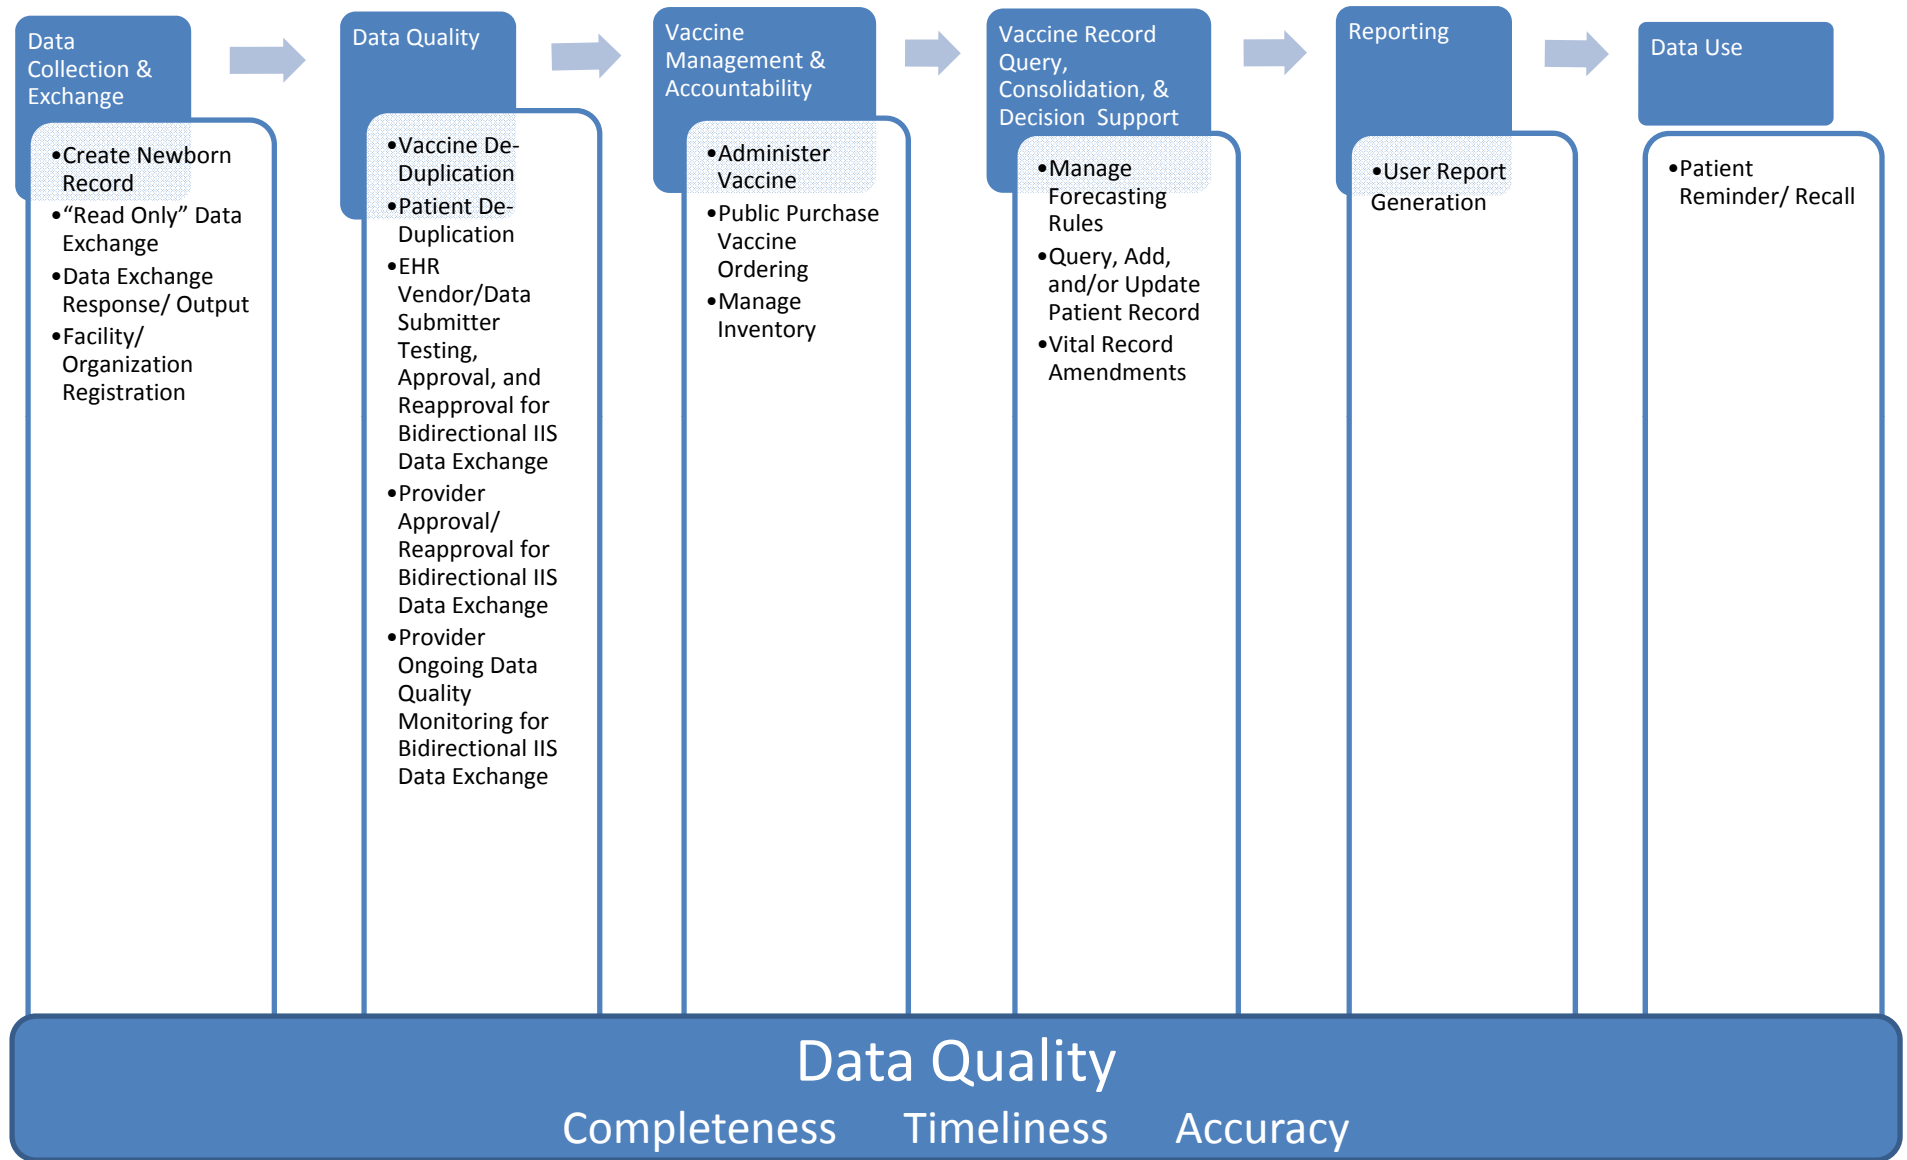 Data
Collection &
Exchange
•Create Newborn
Record
•“Read Only” Data
Exchange
•Data Exchange
Response/ Output
•Facility/
Organization
Registration
Data Quality
•Vaccine De-
Duplication
•Patient De-
Duplication
•EHR
Vendor/Data
Submitter
Testing,
Approval, and
Reapproval for
Bidirectional IIS
Data Exchange
•Provider
Approval/
Reapproval for
Bidirectional IIS
Data Exchange
•Provider
Ongoing Data
Quality
Monitoring for
Bidirectional IIS
Data Exchange
Vaccine
Management &
Accountability
•Administer
Vaccine
•Public Purchase
Vaccine
Ordering
•Manage
Inventory
Vaccine Record
Query,
Consolidation, &
Decision Support
•Manage
Forecasting
Rules
•Query, Add,
and/or Update
Patient Record
•Vital Record
Amendments
Reporting
•User Report
Generation
Data Use
•Patient
Reminder/ Recall
Data Quality
Completeness Timeliness Accuracy